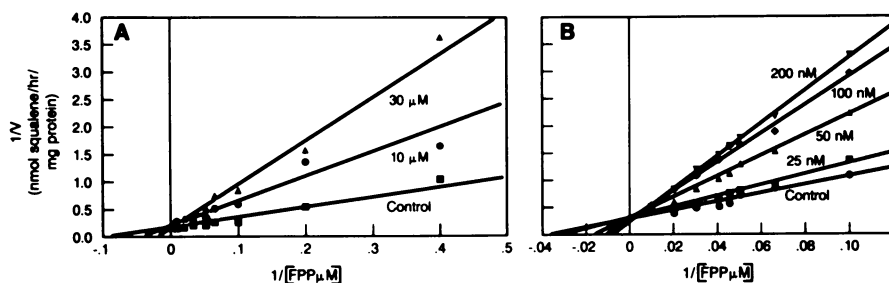 A
1/V
(nmol squalene/hr/
mg protein)
4.0
3.5
3.0
2.5
2.0
1.5
1.0
0.5
0.0
30 μM
10 μM
Control
-.1 0 .1 .2 .3 .4 .5
1/[FPPμM]
B
200 nM
100 nM
50 nM
25 nM
Control
-.04 -.02 0 .02 .04 .06 .08 0.10
1/[FPPμM]